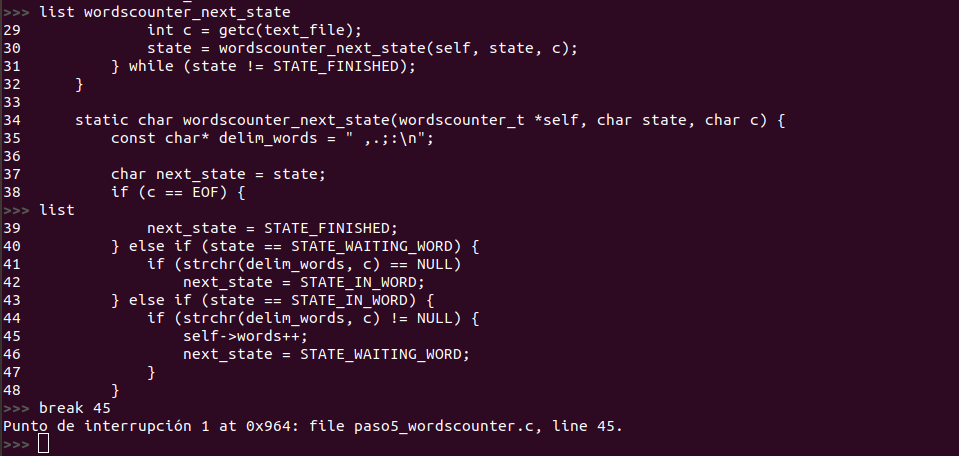 >>> list wordscounter_next_state
29              int c = getc(text_file);
30              state = wordscounter_next_state(self, state, c);
31          } while (state != STATE_FINISHED);
32      }
33
34      static char wordscounter_next_state(wordscounter_t *self, char state, char c) {
35          const char* delim_words = " ,.;:\n";
36
37          char next_state = state;
38          if (c == EOF) {
>>> list
39              next_state = STATE_FINISHED;
40          } else if (state == STATE_WAITING_WORD) {
41              if (strchr(delim_words, c) == NULL)
42                  next_state = STATE_IN_WORD;
43          } else if (state == STATE_IN_WORD) {
44              if (strchr(delim_words, c) != NULL) {
45                  self->words++;
46                  next_state = STATE_WAITING_WORD;
47              }
48          }
>>> break 45
Punto de interrupción 1 at 0x964: file paso5_wordscounter.c, line 45.
>>>